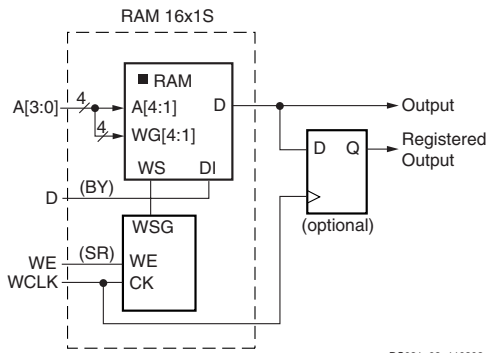 RAM 16x1S
RAM
A[3:0]
4
A[4:1]
D
Output
4
WG[4:1]
D
Q
Registered
Output
WS
DI
D
(BY)
(optional)
WSG
WE
(SR)
WE
WCLK
CK